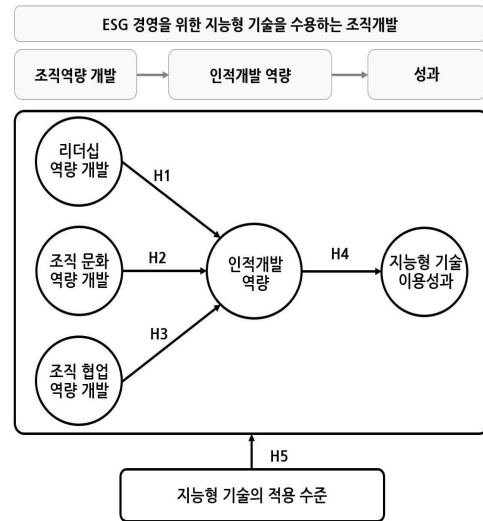 ESG 경영을 위한 지능형 기술을 수용하는 조직개발
조직역량 개발
인적개발 역량
성과
리더십
역량 개발
H1
조직 문화
역량 개발
H2
인적개발
역량
H4
지능형 기술
이용성과
H3
조직 협업
역량 개발
H5
지능형 기술의 적용 수준